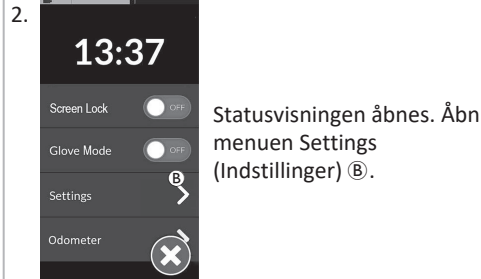 2.
13:37
Screen Lock OFF
Glove Mode OFF
Ⓑ
Settings
Odometer
Statusvisningen åbnes. Åbn
menuen Settings
(Indstillinger) Ⓑ.